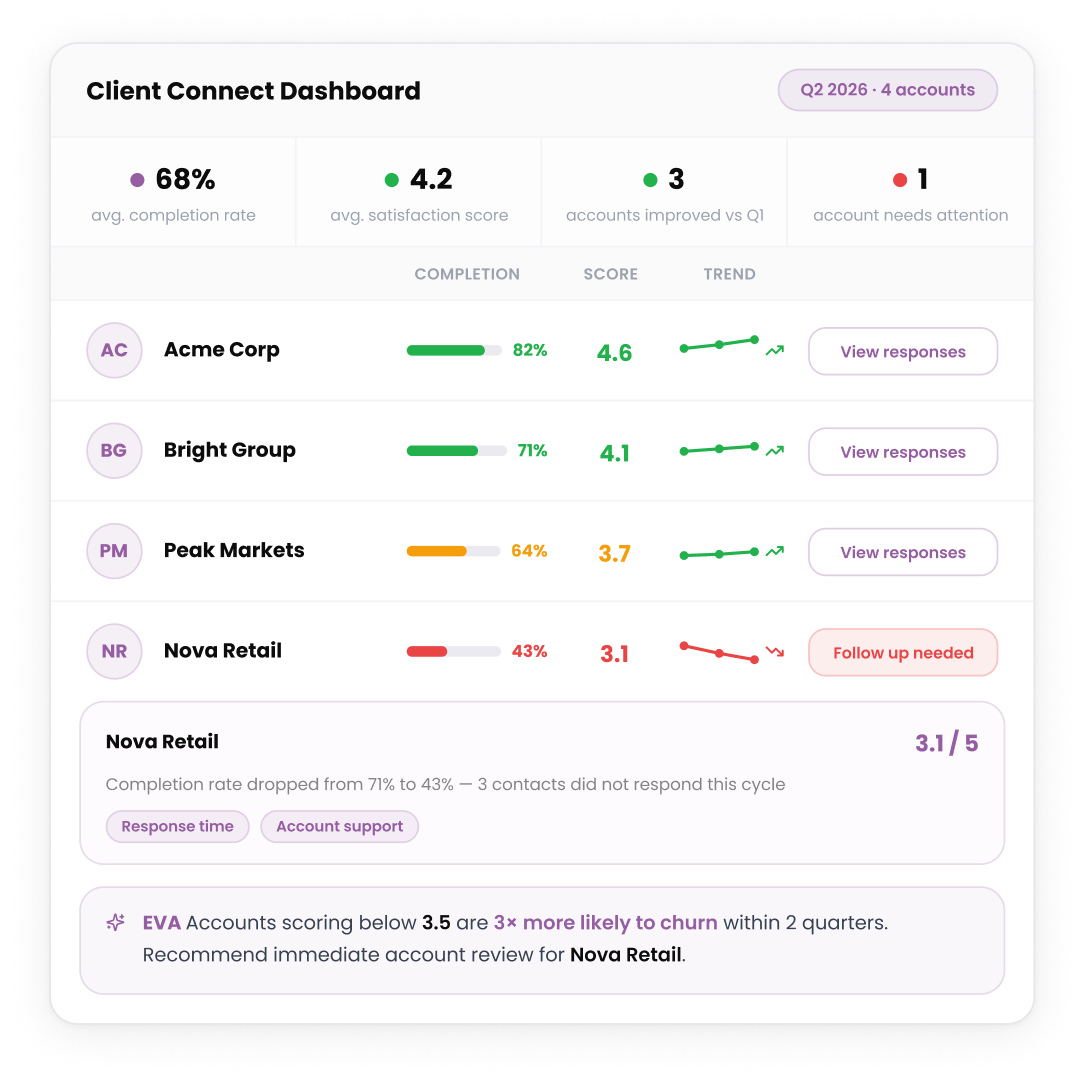 Client Connect Dashboard
Q2 2026 · 4 accounts
68%
avg. completion rate
4.2
avg. satisfaction score
3
accounts improved vs Q1
1
account needs attention
COMPLETION SCORE TREND
AC Acme Corp 82% 4.6 View responses
BG Bright Group 71% 4.1 View responses
PM Peak Markets 64% 3.7 View responses
NR Nova Retail 43% 3.1 Follow up needed
Nova Retail 3.1 / 5
Completion rate dropped from 71% to 43% — 3 contacts did not respond this cycle
Response time Account support
EVA Accounts scoring below 3.5 are 3× more likely to churn within 2 quarters.
Recommend immediate account review for Nova Retail.